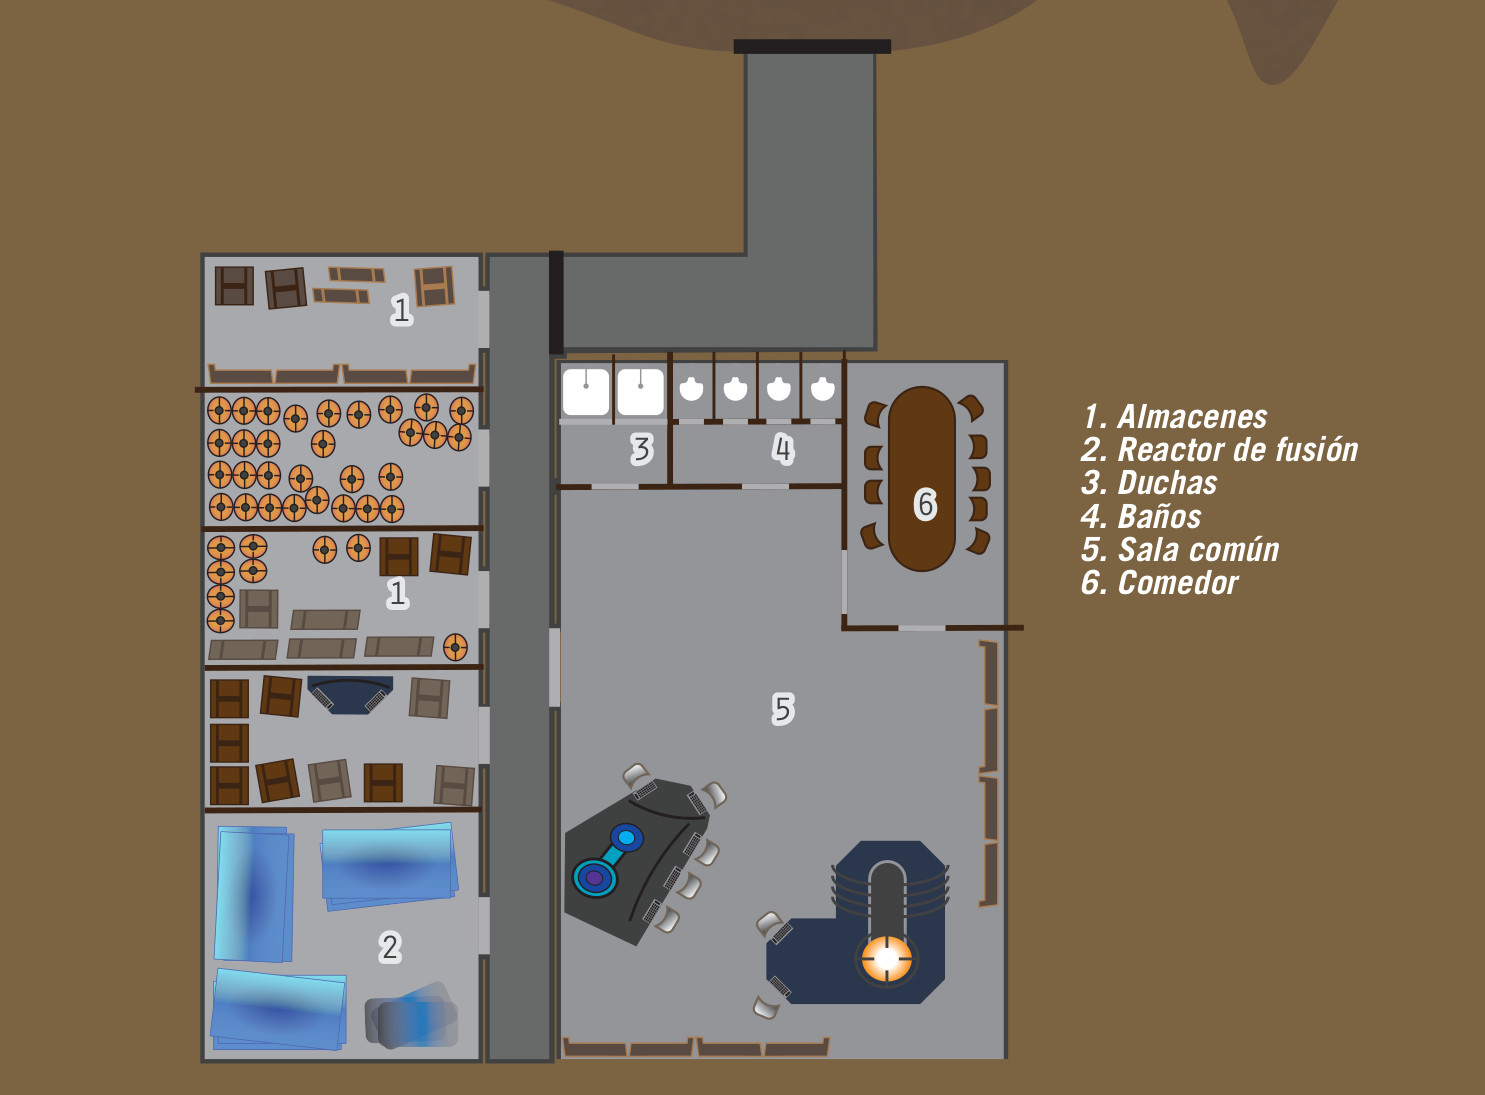 1
3
4
6
1
5
2
1. Almacenes
2. Reactor de fusión
3. Duchas
4. Baños
5. Sala común
6. Comedor